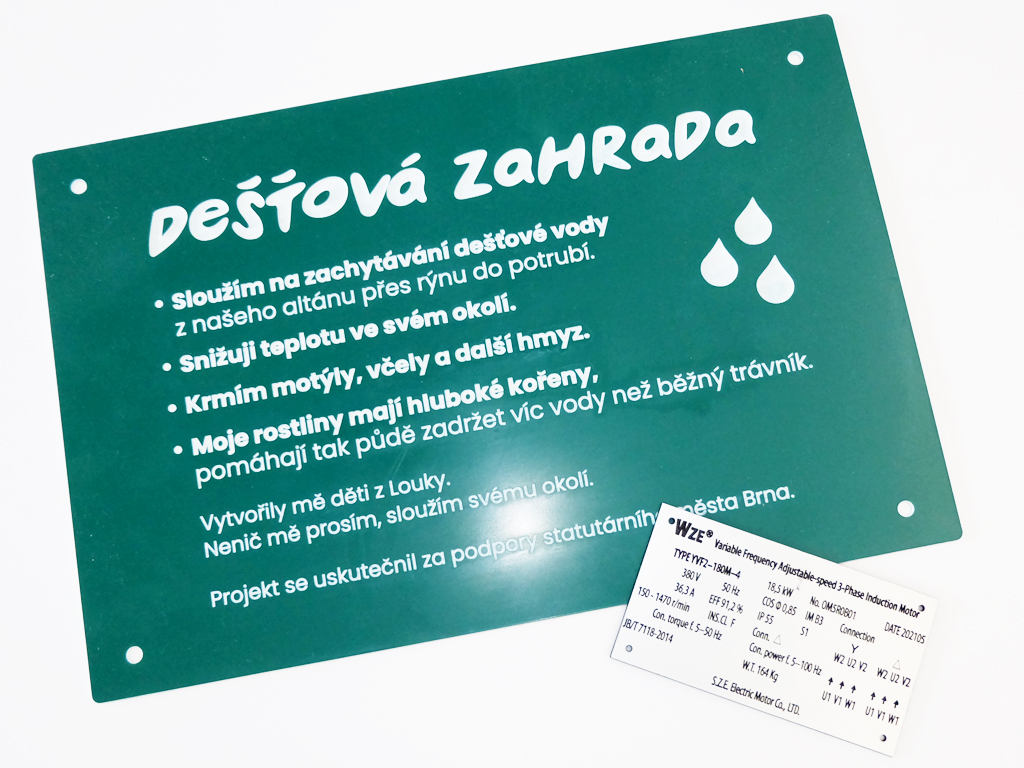 DEŠŤOVÁ ZAHRADA
• Sloužím na zachytávání dešťové vody
z našeho altánu přes rýnu do potrubí.
• Snižuji teplotu ve svém okolí.
• Krmím motýly, včely a další hmyz.
• Moje rostliny mají hluboké kořeny,
pomáhají tak půdě zadržet víc vody než běžný trávník.
Vytvořily mě děti z Louky.
Nenič mě prosím, sloužím svému okolí.
Projekt se uskutečnil za podpory statutárního města Brna.
WZE® Variable Frequency Adjustable-speed 3-Phase Induction Motor
TYPE YVF2-180M-4 18,5 kW No. OM5R0B01 DATE 202105
380 V 50 Hz COS Φ 0,85 IM B3 Connection
36,3 A EFF 91,2 % IP 55 S1 Y △
150 - 1470 r/min INS.CL F Conn. △ W2 U2 V2 W2 U2 V2
Con. torque f. 5-50 Hz Con. power f. 5-100 Hz
JB/T 7118-2014 W.T. 164 Kg U1 V1 W1 U1 V1 W1
S.Z.E. Electric Motor Co., LTD.